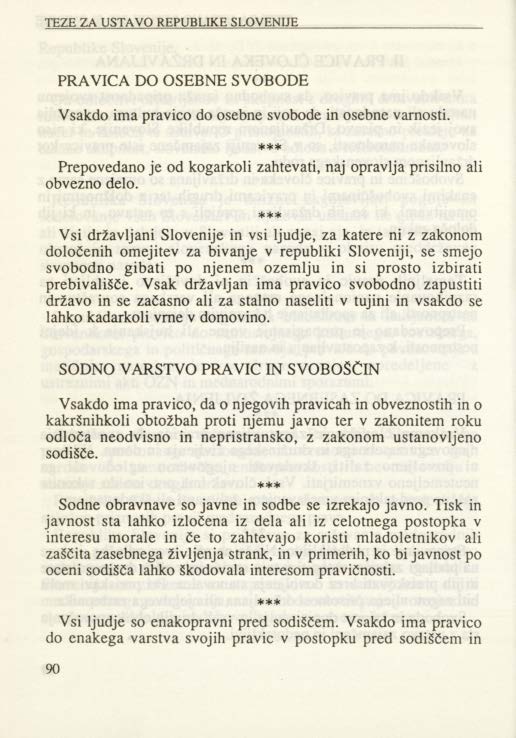 TEZE ZA USTAVO REPUBLIKE SLOVENIJE
PRAVICA DO OSEBNE SVOBODE
Vsakdo ima pravico do osebne svobode in osebne varnosti.
***
Prepovedano je od kogarkoli zahtevati, naj opravlja prisilno ali
obvezno delo.
***
Vsi državljani Slovenije in vsi ljudje, za katere ni z zakonom
določenih omejitev za bivanje v republiki Sloveniji, se smejo
svobodno gibati po njenem ozemlju in si prosto izbirati
prebivališče. Vsak državljan ima pravico svobodno zapustiti
državo in se začasno ali za stalno naseliti v tujini in vsakdo se
lahko kadarkoli vrne v domovino.
SODNO VARSTVO PRAVIC IN SVOBOŠČIN
Vsakdo ima pravico, da o njegovih pravicah in obveznostih in o
kakršnihkoli obtožbah proti njemu javno ter v zakonitem roku
odloča neodvisno in nepristransko, z zakonom ustanovljeno
sodišče.
***
Sodne obravnave so javne in sodbe se izrekajo javno. Tisk in
javnost sta lahko izločena iz dela ali iz celotnega postopka v
interesu morale in če to zahtevajo koristi mladoletnikov ali
zaščita zasebnega življenja strank, in v primerih, ko bi javnost po
oceni sodišča lahko škodovala interesom pravičnosti.
***
Vsi ljudje so enakopravni pred sodiščem. Vsakdo ima pravico
do enakega varstva svojih pravic v postopku pred sodiščem in
90